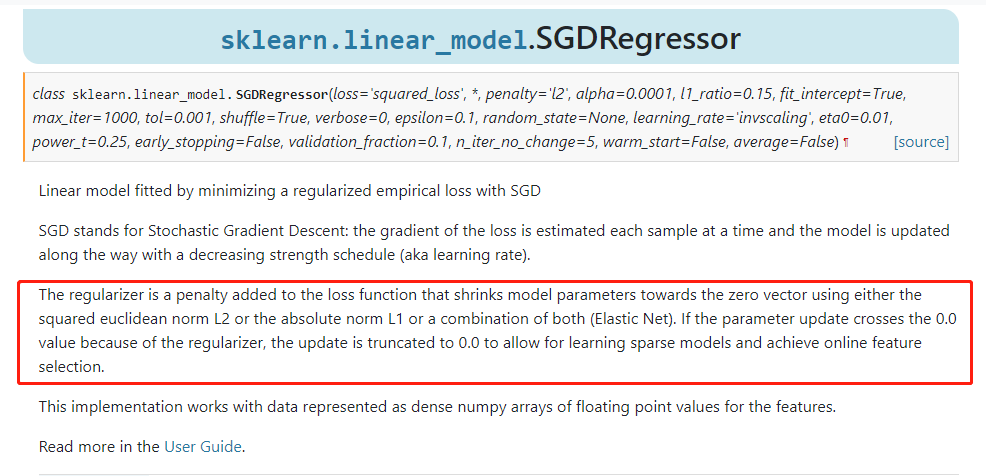 sklearn.linear_model.SGDRegressor
class sklearn.linear_model.SGDRegressor(loss='squared_loss', *, penalty='l2', alpha=0.0001, l1_ratio=0.15, fit_intercept=True,
max_iter=1000, tol=0.001, shuffle=True, verbose=0, epsilon=0.1, random_state=None, learning_rate='invscaling', eta0=0.01,
power_t=0.25, early_stopping=False, validation_fraction=0.1, n_iter_no_change=5, warm_start=False, average=False) ¶ [source]
Linear model fitted by minimizing a regularized empirical loss with SGD
SGD stands for Stochastic Gradient Descent: the gradient of the loss is estimated each sample at a time and the model is updated
along the way with a decreasing strength schedule (aka learning rate).
The regularizer is a penalty added to the loss function that shrinks model parameters towards the zero vector using either the
squared euclidean norm L2 or the absolute norm L1 or a combination of both (Elastic Net). If the parameter update crosses the 0.0
value because of the regularizer, the update is truncated to 0.0 to allow for learning sparse models and achieve online feature
selection.
This implementation works with data represented as dense numpy arrays of floating point values for the features.
Read more in the User Guide.